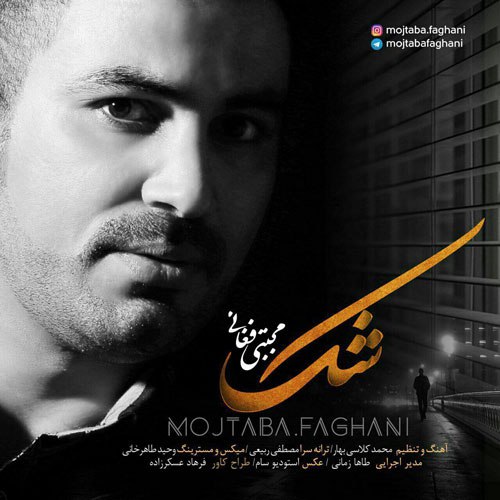 mojtaba.faghani
mojtabafaghani
شک
مجتبی فغانی
MOJTABA.FAGHANI
آهنگ و تنظیم محمد کلاسی بهار/ ترانه سرا مصطفی ربیعی / میکس و مسترینگ وحید طاهرخانی
مدیر اجرایی طاها زمانی / عکس استودیو سام / طراح کاور فرهاد عسکرزاده